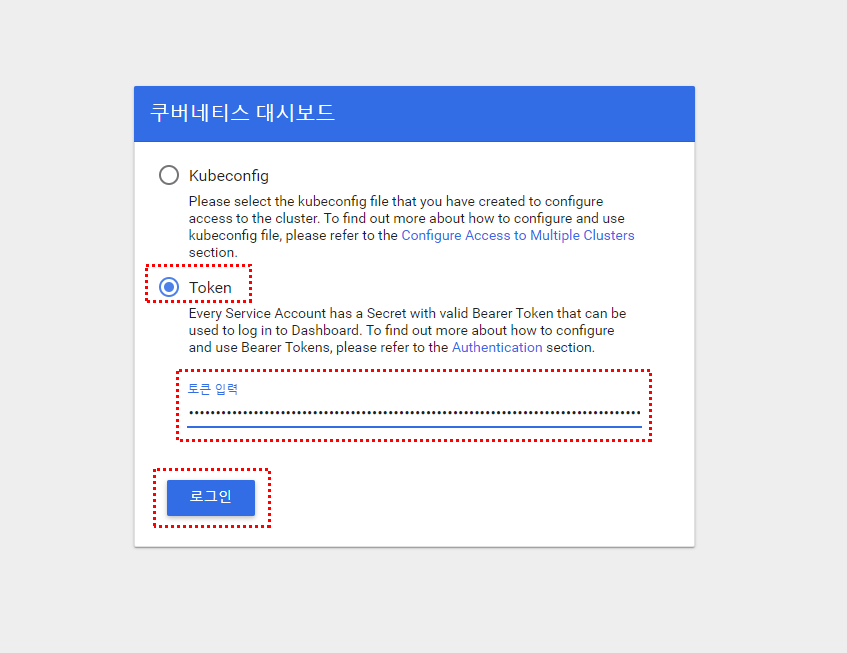 쿠버네티스 대시보드
Kubeconfig
Please select the kubeconfig file that you have created to configure
access to the cluster. To find out more about how to configure and use
kubeconfig file, please refer to the Configure Access to Multiple Clusters
section.
Token
Every Service Account has a Secret with valid Bearer Token that can be
used to log in to Dashboard. To find out more about how to configure
and use Bearer Tokens, please refer to the Authentication section.
토큰 입력
로그인